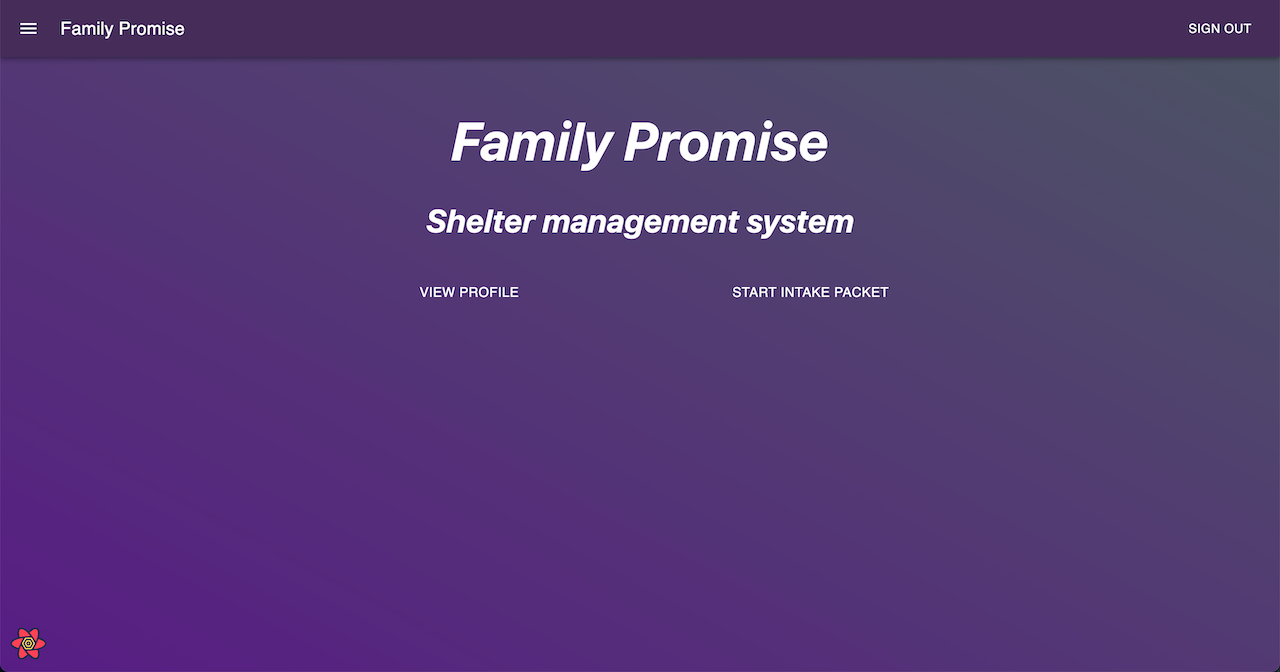 Family Promise
SIGN OUT
Family Promise
Shelter management system
VIEW PROFILE
START INTAKE PACKET